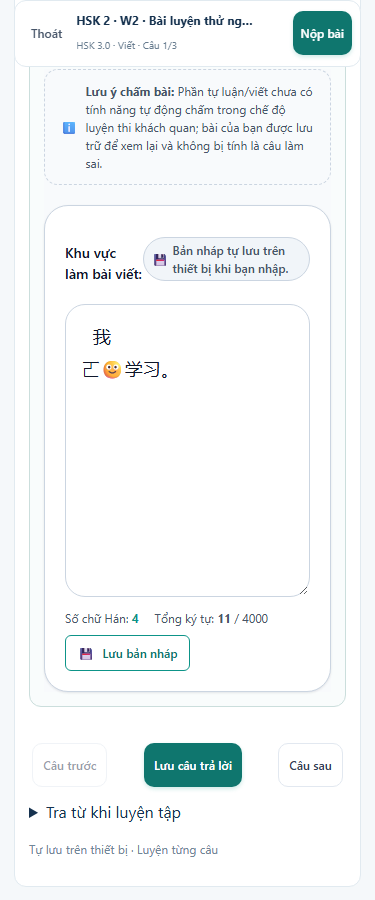 Thoát
HSK 2 · W2 · Bài luyện thử ng...
HSK 3.0 · Viết · Câu 1/3
Nộp bài
Lưu ý chấm bài: Phần tự luận/viết chưa có
tính năng tự động chấm trong chế độ
luyện thi khách quan; bài của bạn được lưu
trữ để xem lại và không bị tính là câu làm
sai.
Khu vực
làm bài viết:
Bản nháp tự lưu trên
thiết bị khi bạn nhập.
我
𫝀🙂学习。
Số chữ Hán: 4 Tổng ký tự: 11 / 4000
Lưu bản nháp
Câu trước
Lưu câu trả lời
Câu sau
Tra từ khi luyện tập
Tự lưu trên thiết bị · Luyện từng câu